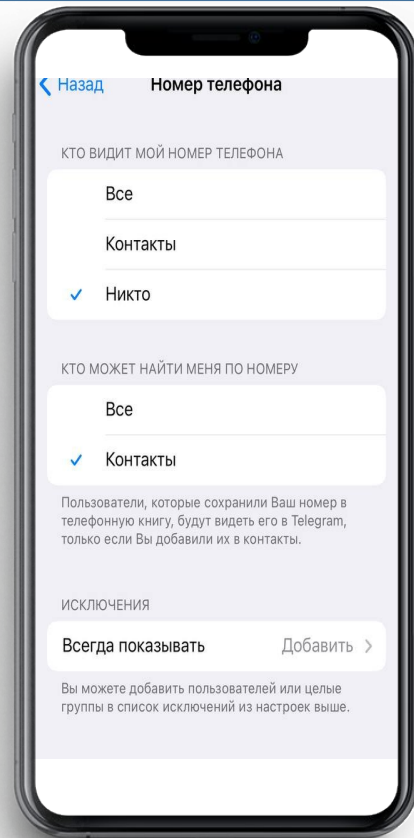 Назад
Номер телефона
КТО ВИДИТ МОЙ НОМЕР ТЕЛЕФОНА
Все
Контакты
Никто
КТО МОЖЕТ НАЙТИ МЕНЯ ПО НОМЕРУ
Все
Контакты
Пользователи, которые сохранили Ваш номер в
телефонную книгу, будут видеть его в Telegram,
только если Вы добавили их в контакты.
ИСКЛЮЧЕНИЯ
Всегда показывать Добавить
Вы можете добавить пользователей или целые
группы в список исключений из настроек выше.